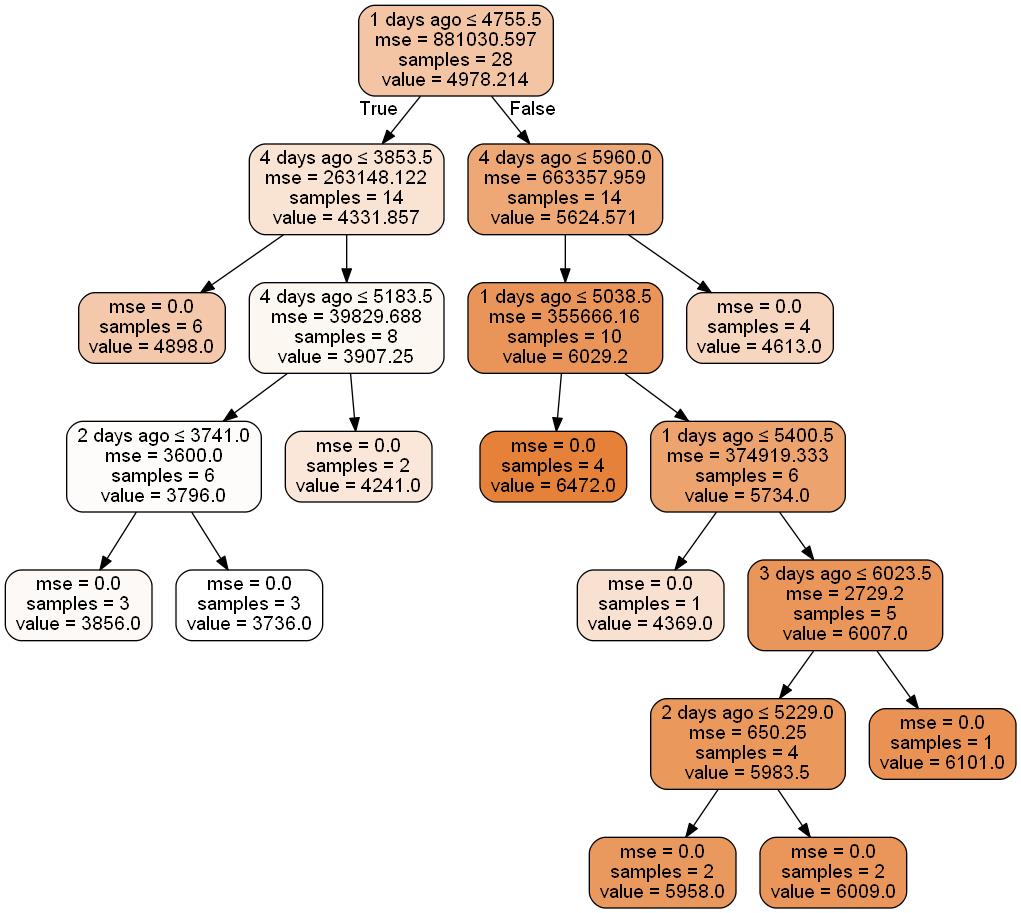 1 days ago ≤ 4755.5
mse = 881030.597
samples = 28
value = 4978.214
True
False
4 days ago ≤ 3853.5
mse = 263148.122
samples = 14
value = 4331.857
4 days ago ≤ 5960.0
mse = 663357.959
samples = 14
value = 5624.571
mse = 0.0
samples = 6
value = 4898.0
4 days ago ≤ 5183.5
mse = 39829.688
samples = 8
value = 3907.25
1 days ago ≤ 5038.5
mse = 355666.16
samples = 10
value = 6029.2
mse = 0.0
samples = 4
value = 4613.0
2 days ago ≤ 3741.0
mse = 3600.0
samples = 6
value = 3796.0
mse = 0.0
samples = 2
value = 4241.0
mse = 0.0
samples = 4
value = 6472.0
1 days ago ≤ 5400.5
mse = 374919.333
samples = 6
value = 5734.0
mse = 0.0
samples = 3
value = 3856.0
mse = 0.0
samples = 3
value = 3736.0
mse = 0.0
samples = 1
value = 4369.0
3 days ago ≤ 6023.5
mse = 2729.2
samples = 5
value = 6007.0
2 days ago ≤ 5229.0
mse = 650.25
samples = 4
value = 5983.5
mse = 0.0
samples = 1
value = 6101.0
mse = 0.0
samples = 2
value = 5958.0
mse = 0.0
samples = 2
value = 6009.0